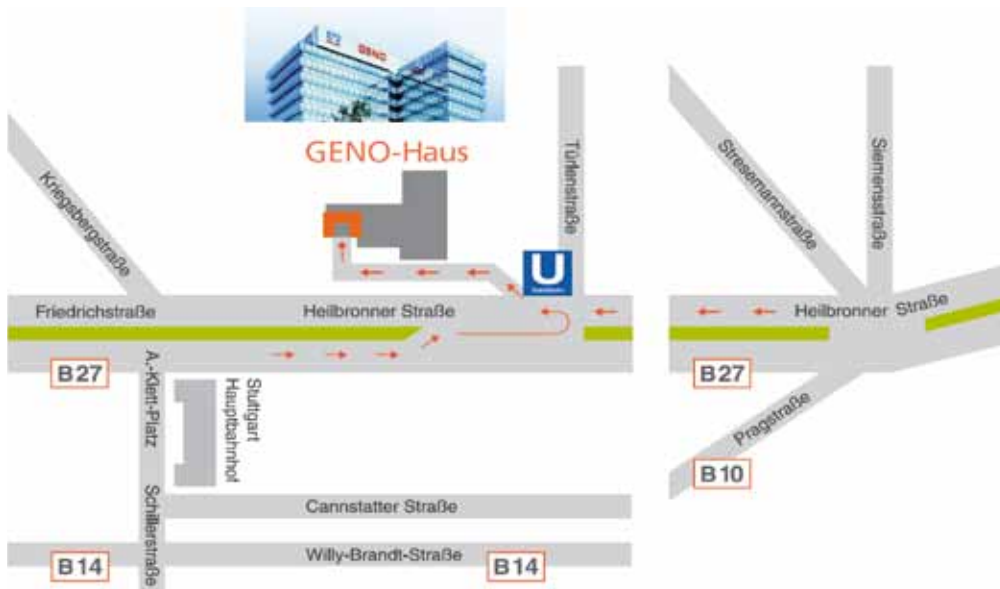 GENO
GENO-Haus
Kriegsbergstraße
Türlenstraße
Stresemannstraße
Siemensstraße
U
Friedrichstraße
Heilbronner Straße
Heilbronner Straße
B27
A.-Klett-Platz
Stuttgart
Hauptbahnhof
B27
Pragstraße
B10
Schillerstraße
Cannstatter Straße
B14
Willy-Brandt-Straße
B14